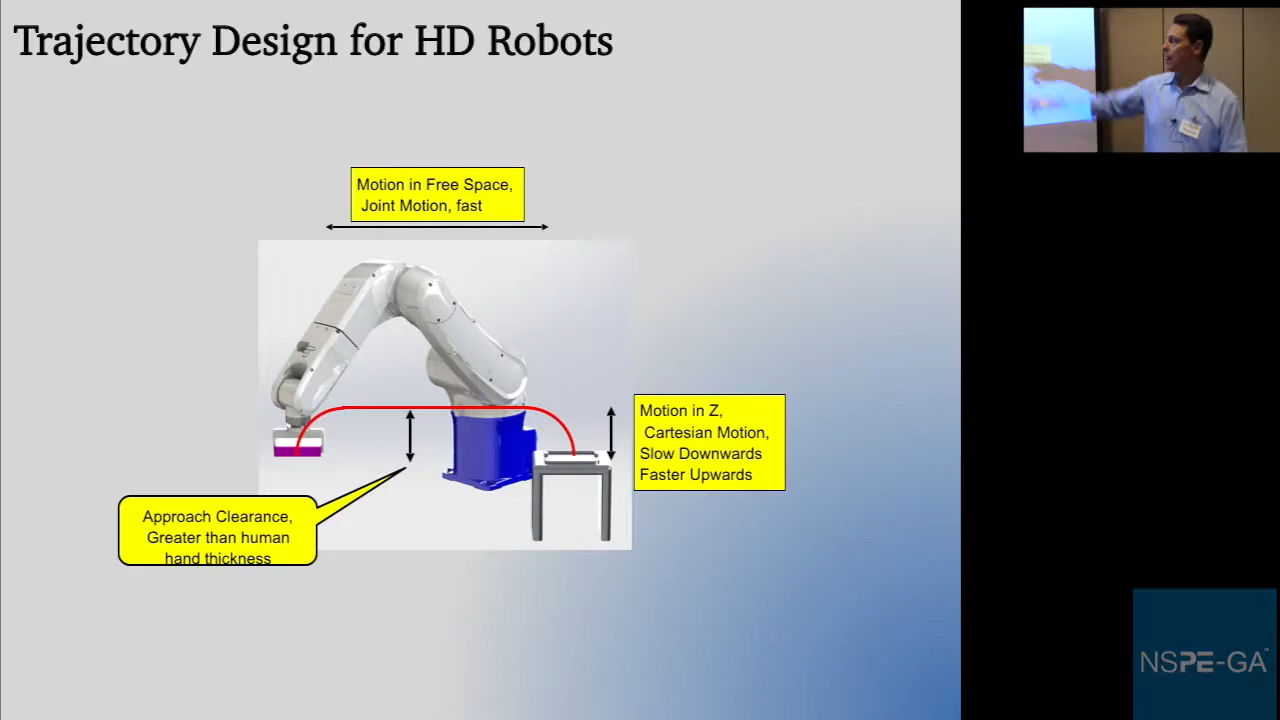 Trajectory Design for HD Robots
Motion in Free Space,
Joint Motion, fast
Motion in Z,
Cartesian Motion,
Slow Downwards
Faster Upwards
Approach Clearance,
Greater than human
hand thickness
NSPE-GA™